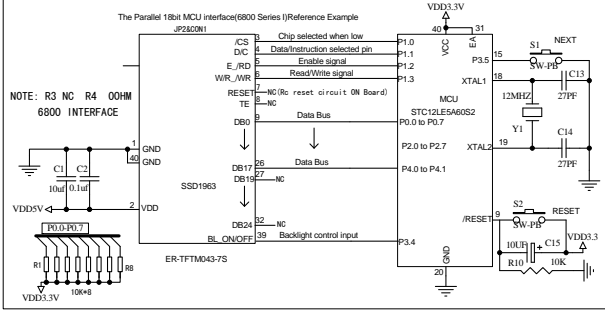 The Parallel 18bit MCU interface(6800 Series I)Reference Example
JP2&CON1
VDD3.3V
NOTE: R3 NC R4 0OHM
6800 INTERFACE
/CS 3 Chip selected when low P1.0
D/C 4 Data/Instruction selected pin P1.1
E_/RD 5 Enable signal P1.2
W/R_/WR 6 Read/Write signal P1.3
RESET 7 NC(Rc reset circuit ON Board)
TE 8 NC
DB0 9 Data Bus P0.0 to P0.7
P2.0 to P2.7
DB17 26 Data Bus P4.0 to P4.1
DB19 27 NC
DB24 32 NC
BL_ON/OFF 39 Backlight control input P3.4
1 GND
40 GND
2 VDD
SSD1963
ER-TFTM043-7S
C1 C2
10uf 0.1uf
VDD5V
P0.0-P0.7
R1 R8
10K*8
VDD3.3V
40 31
VCC EA
MCU
STC12LE5A60S2
P3.5 15 S1 NEXT
SW-PB
XTAL1 18 C13
12MHZ 27PF
Y1
XTAL2 19 C14
27PF
/RESET 9 S2 RESET
SW-PB
10UF + C15 VDD3.3
R10 10K
GND
20